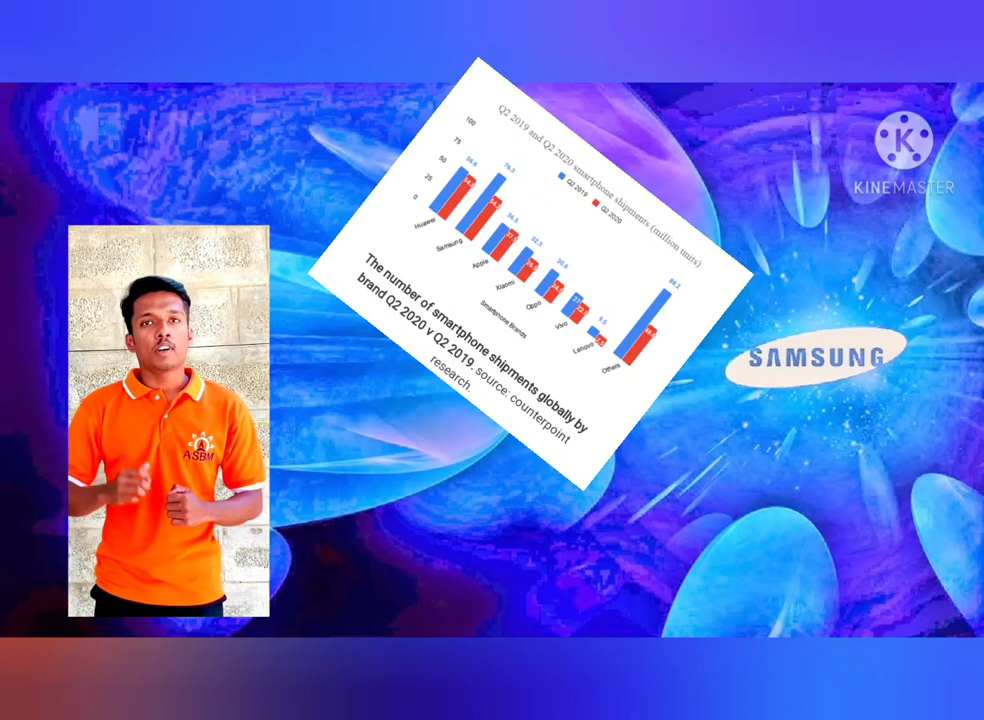 KINEMASTER
Q2 2019 and Q2 2020 smartphone shipments (million units)
Q2 2019 Q2 2020
100
75
50
25
0
56.6
76.3
36.5
32.3
30.6
27
9.5
88.2
Huawei
Samsung
Apple
Xiaomi
Oppo
Vivo
Lenovo
Others
Smartphone Brands
The number of smartphone shipments globally by
brand Q2 2020 v Q2 2019. source: counterpoint
research.
SAMSUNG
ASBM